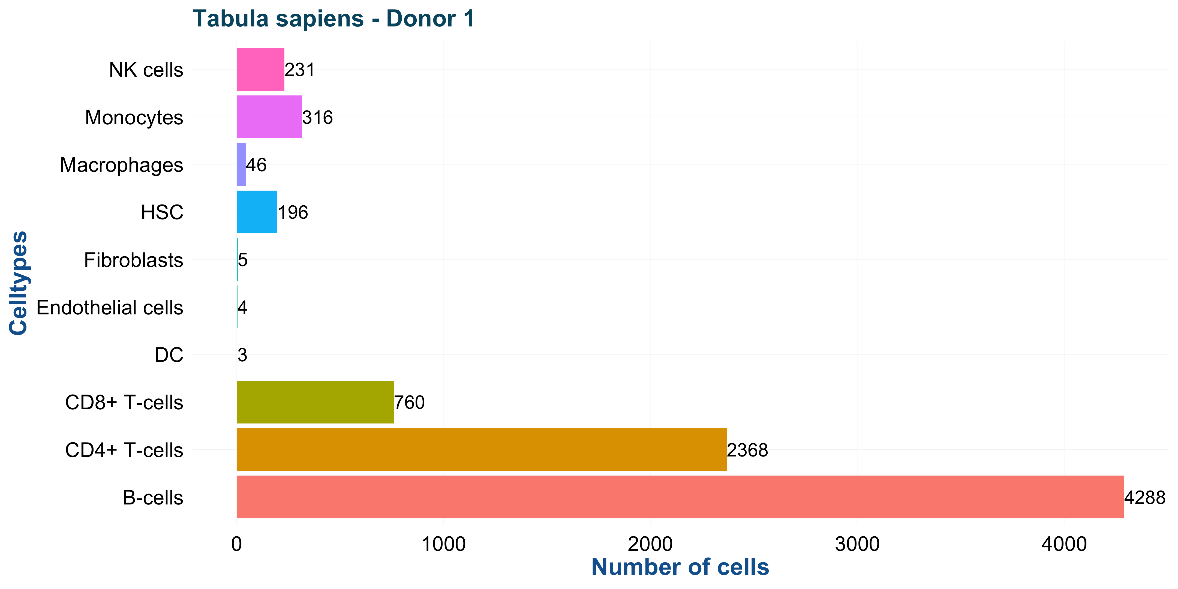 Tabula sapiens - Donor 1
NK cells 231
Monocytes 316
Macrophages 46
HSC 196
Fibroblasts 5
Endothelial cells 4
DC 3
CD8+ T-cells 760
CD4+ T-cells 2368
B-cells 4288
Celltypes
0 1000 2000 3000 4000
Number of cells